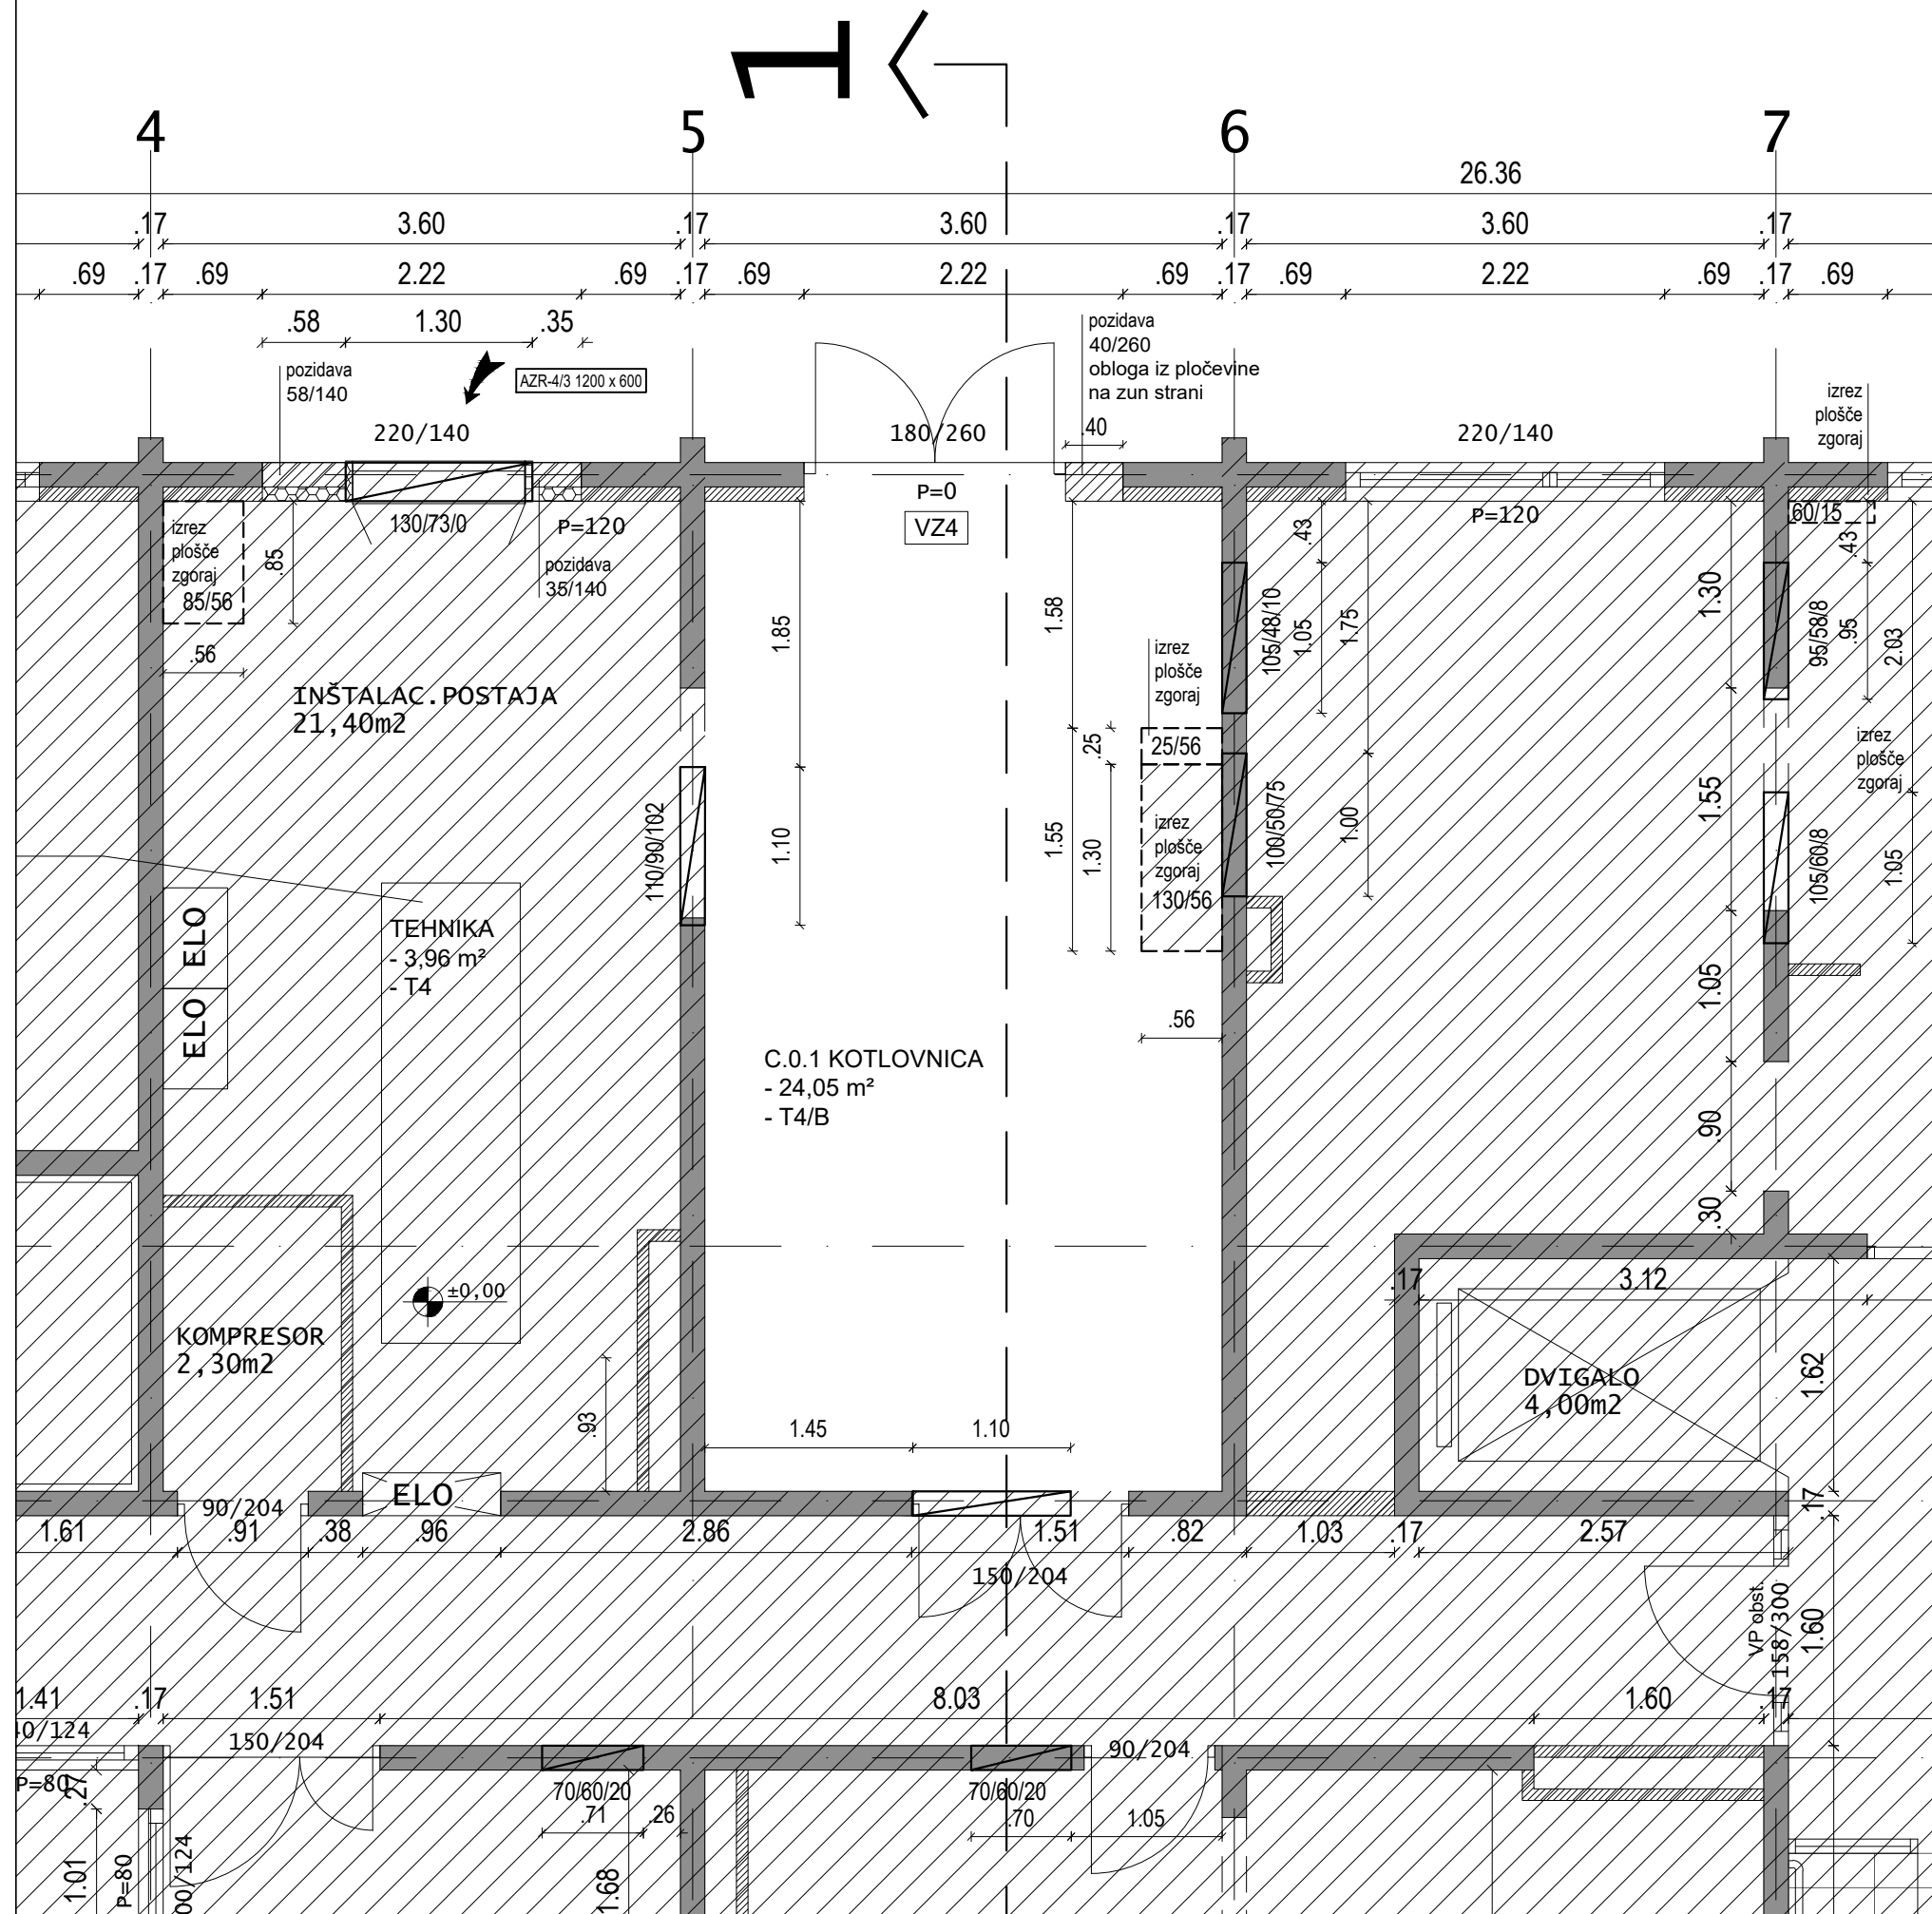 1
4 5 6 7
26.36
.17 3.60 .17 3.60 .17 3.60 .17
.69 .17 .69 2.22 .69 .17 .69 2.22 .69 .17 .69 2.22 .69 .17 .69
.58 1.30 .35
pozidava
58/140
AZR-4/3 1200 x 600
pozidava
40/260
obloga iz pločevine
na zun strani
izrez
plošče
zgoraj
220/140
180/260
.40
220/140
P=0
VZ4
130/73/0
P=120
P=120
60/15
izrez
plošče
zgoraj
85/56
.85
.56
pozidava
35/140
.43
.43
1.85
1.58
105/48/10
1.05
1.75
1.30
95/58/8
.95
2.03
INŠTALAC.POSTAJA
21,40m2
izrez
plošče
zgoraj
25/56
.25
izrez
plošče
zgoraj
110/90/102
1.10
1.55
1.30
izrez
plošče
zgoraj
130/56
100/50/75
1.00
1.55
105/60/8
1.05
ELO
ELO
TEHNIKA
- 3,96 m²
- T4
1.05
.56
C.0.1 KOTLOVNICA
- 24,05 m²
- T4/B
.90
.30
.17 3.12
±0,00
KOMPRESOR
2,30m2
DVIGALO
4,00m2
1.62
.93
1.45 1.10
ELO
90/204
.17
1.61 .91 .38 .96 2.86 1.51 .82 1.03 .17 2.57
150/204
VP obst.
158/300
1.60
1.41 .17 1.51 8.03 1.60 .17
40/124
150/204
90/204
P=80
.27
70/60/20
.71 .26
70/60/20
.70 1.05
1.01
P=80
00/124
1.68